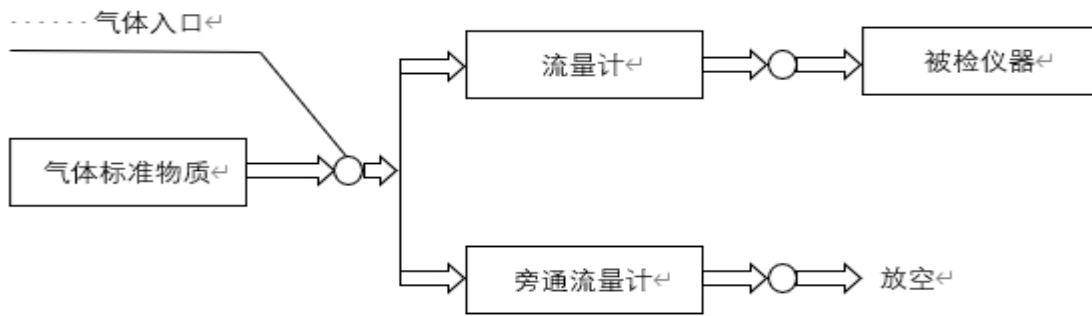 气体入口
流量计
被检仪器
气体标准物质
旁通流量计
放空